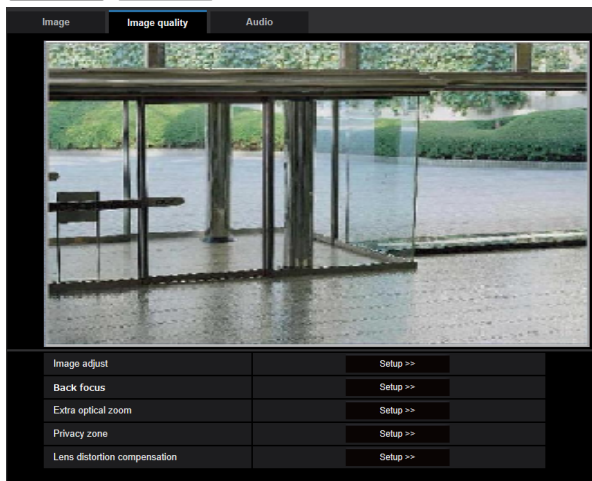 Image Image quality Audio
Image adjust Setup >>
Back focus Setup >>
Extra optical zoom Setup >>
Privacy zone Setup >>
Lens distortion compensation Setup >>